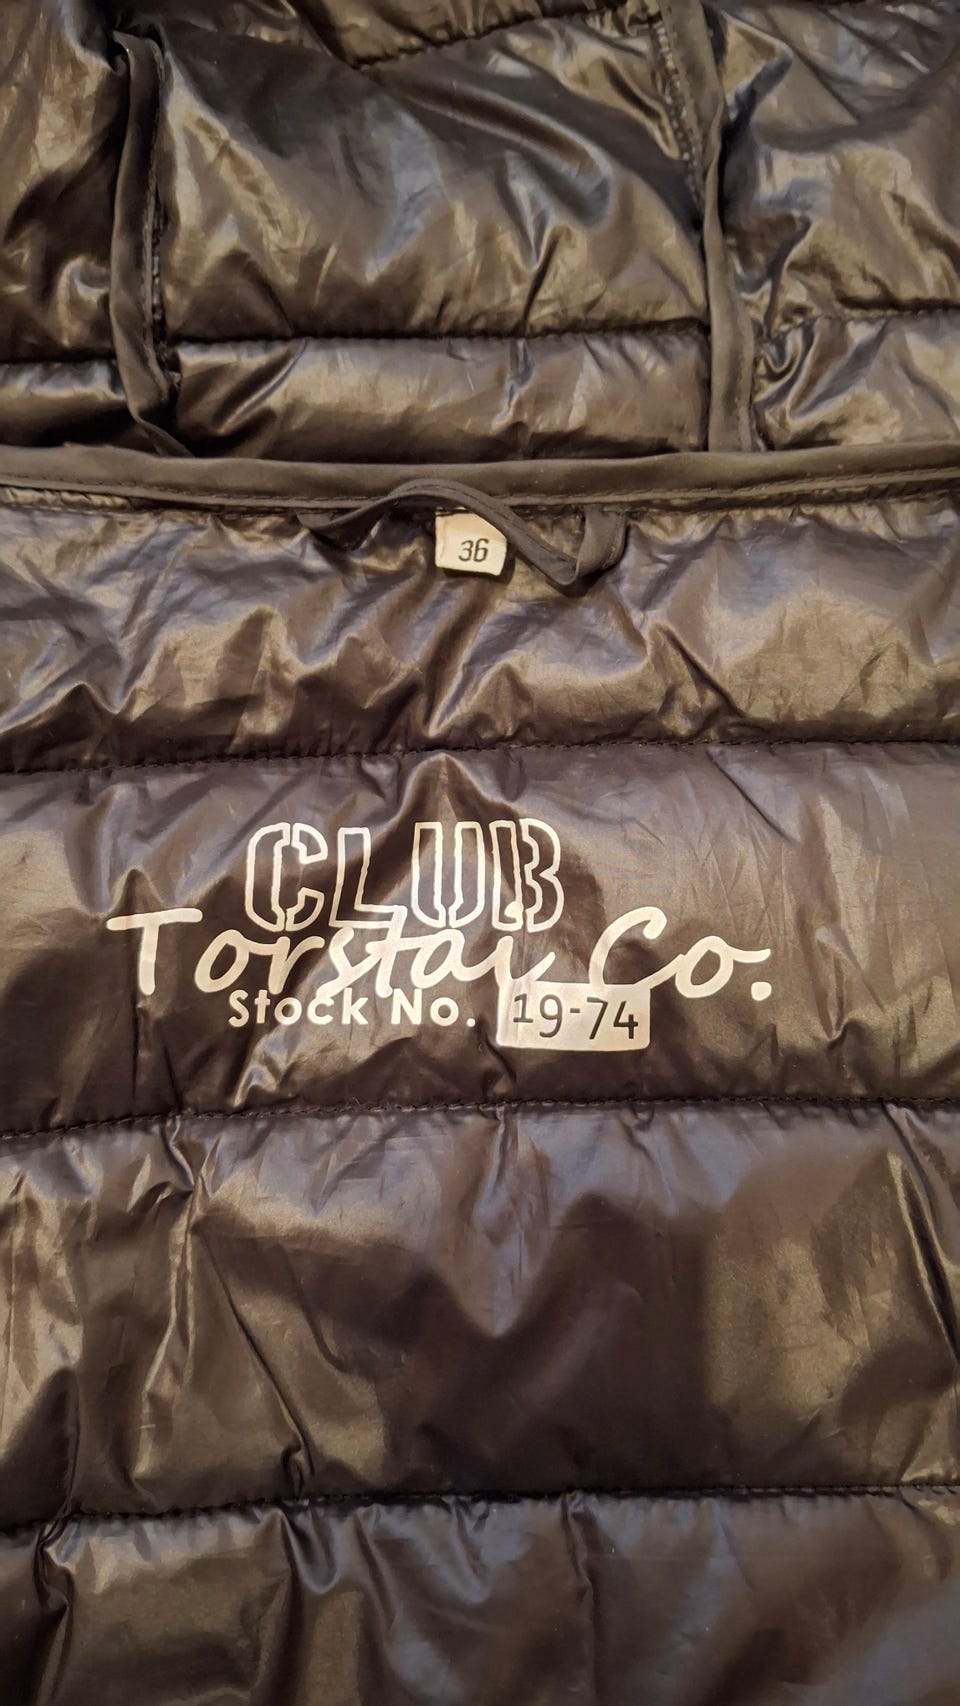 36
CLUB
Torstai Co.
Stock No. 19-74